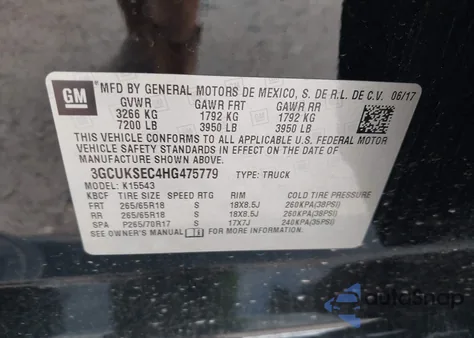 GM
MFD BY GENERAL MOTORS DE MEXICO, S. DE R.L. DE C.V. 06/17
GVWR GAWR FRT GAWR RR
3266 KG 1792 KG 1792 KG
7200 LB 3950 LB 3950 LB
THIS VEHICLE CONFORMS TO ALL APPLICABLE U.S. FEDERAL MOTOR
VEHICLE SAFETY STANDARDS IN EFFECT ON THE DATE OF
MANUFACTURE SHOWN ABOVE.
3GCUKSEC4HG475779 TYPE: TRUCK
MODEL: K15543
KBCF TIRE SIZE SPEED RTG RIM COLD TIRE PRESSURE
FRT 265/65R18 S 18X8.5J 260KPA(38PSI)
RR 265/65R18 S 18X8.5J 260KPA(38PSI)
SPA P265/70R17 S 17X7J 240KPA(35PSI)
SEE OWNER'S MANUAL FOR MORE INFORMATION
autosnap